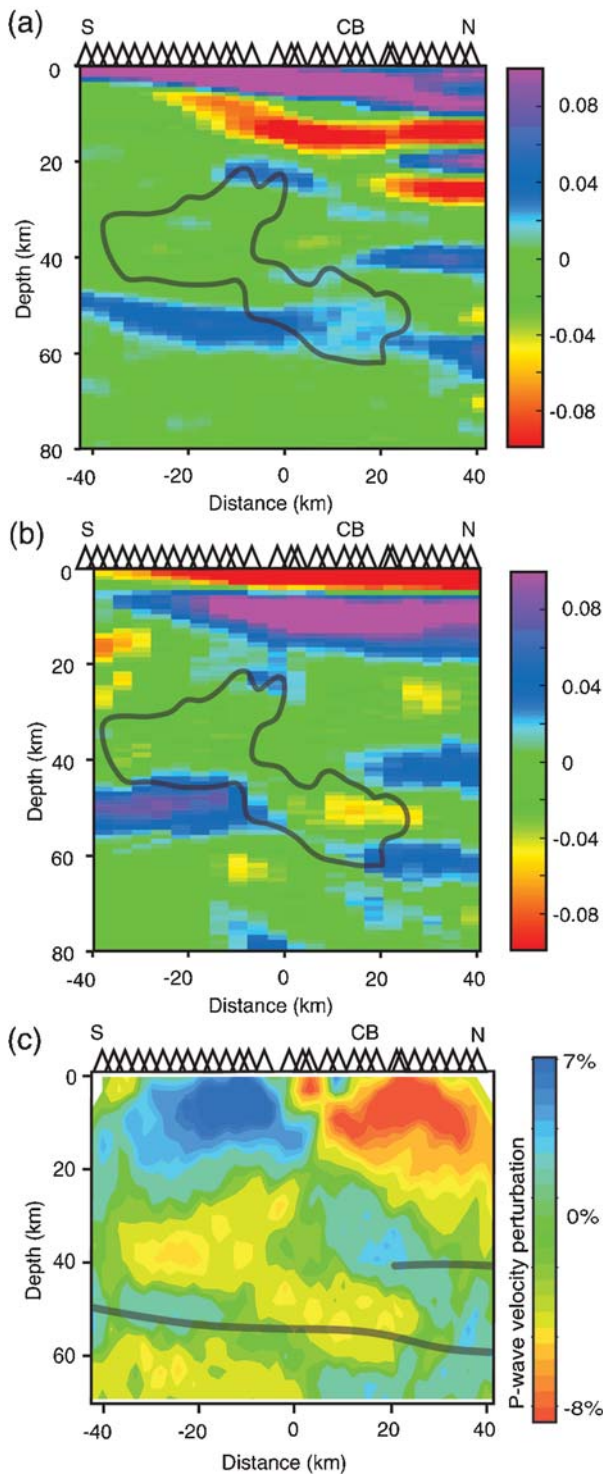 (a)
S CB N
0
20
40
60
80
Depth (km)
-40 -20 0 20 40
Distance (km)
0.08
0.04
0
-0.04
-0.08
(b)
S CB N
0
20
40
60
80
Depth (km)
-40 -20 0 20 40
Distance (km)
0.08
0.04
0
-0.04
-0.08
(c)
S CB N
0
20
40
60
Depth (km)
-40 -20 0 20 40
Distance (km)
7%
0%
-8%
P-wave velocity perturbation